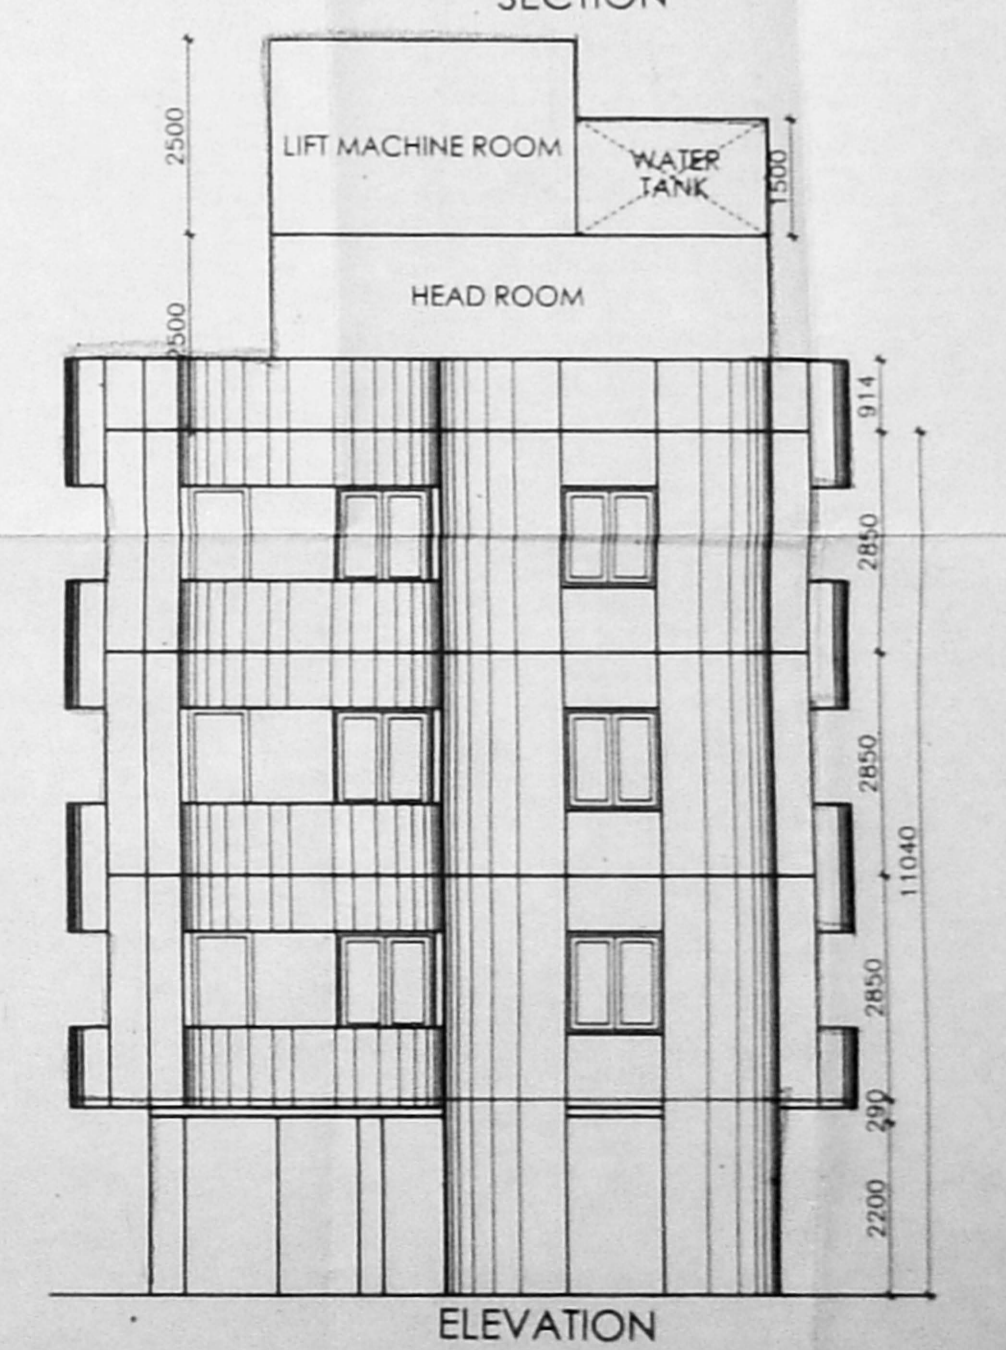 SECTION
2500
LIFT MACHINE ROOM
WATER
TANK
1500
HEAD ROOM
2500
914
2850
2850
11040
2850
290
2200
ELEVATION